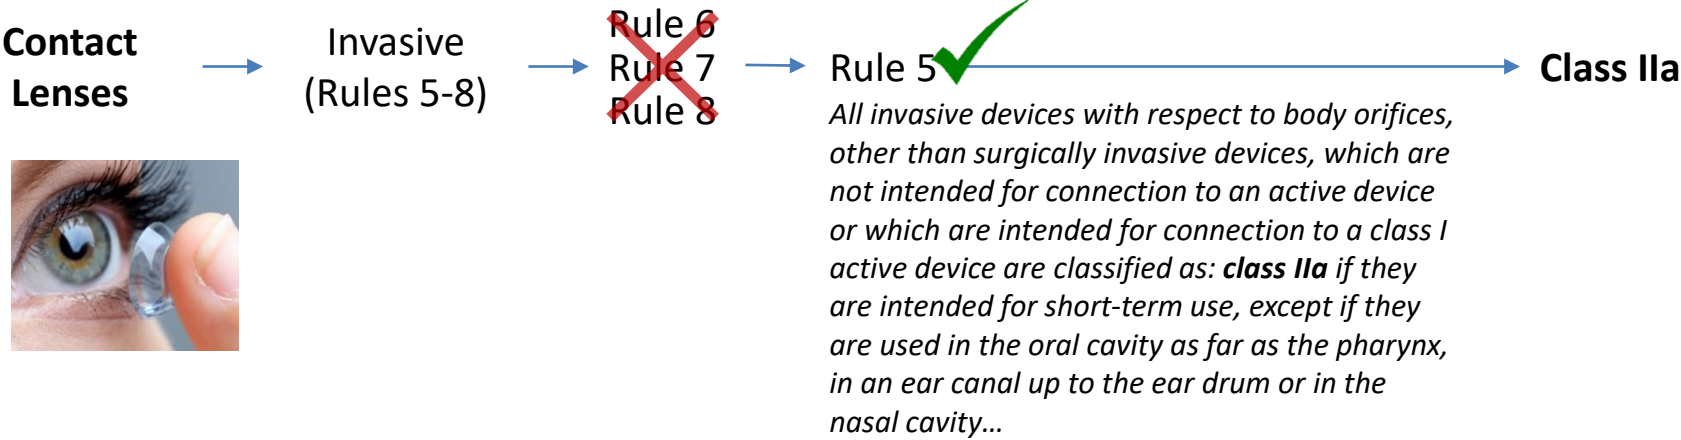 Contact
Lenses
Invasive
(Rules 5-8)
Rule 6
Rule 7
Rule 8
Rule 5
All invasive devices with respect to body orifices,
other than surgically invasive devices, which are
not intended for connection to an active device
or which are intended for connection to a class I
active device are classified as: class IIa if they
are intended for short-term use, except if they
are used in the oral cavity as far as the pharynx,
in an ear canal up to the ear drum or in the
nasal cavity…
Class IIa